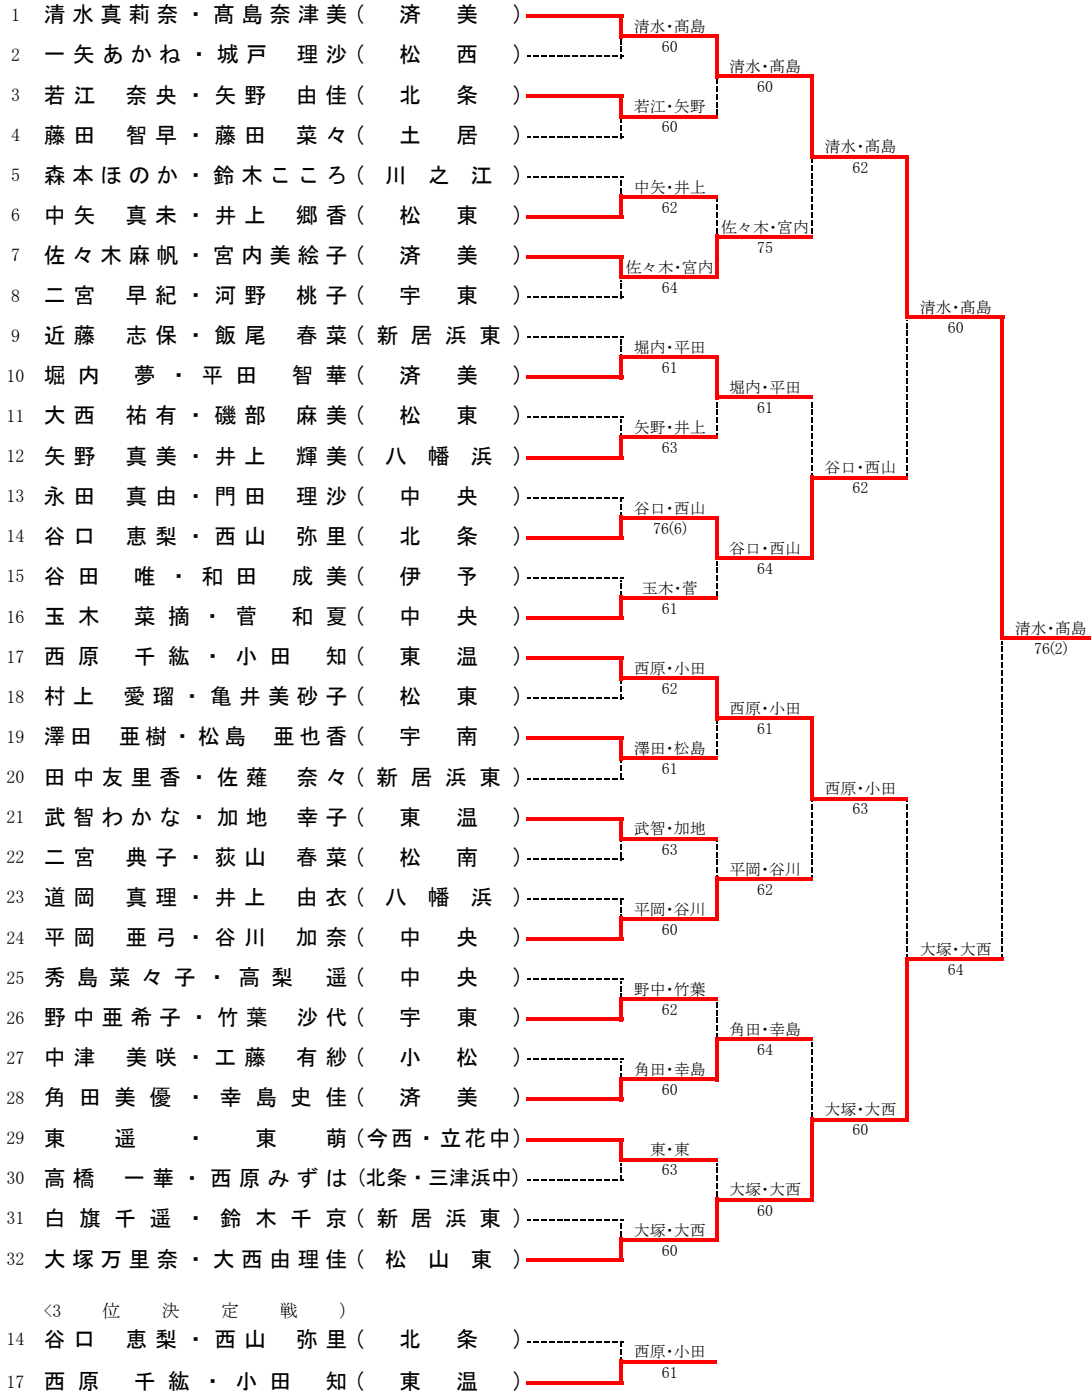 1 清水真莉奈・髙島奈津美(済美)
清水・髙島
60
2 一矢あかね・城戸理沙(松西)
清水・髙島
60
3 若江奈央・矢野由佳(北条)
若江・矢野
60
4 藤田智早・藤田菜々(土居)
清水・髙島
62
5 森本ほのか・鈴木こころ(川之江)
中矢・井上
62
6 中矢真未・井上郷香(松東)
佐々木・宮内
75
7 佐々木麻帆・宮内美絵子(済美)
佐々木・宮内
64
8 二宮早紀・河野桃子(宇東)
清水・髙島
60
9 近藤志保・飯尾春菜(新居浜東)
堀内・平田
61
10 堀内夢・平田智華(済美)
堀内・平田
61
11 大西祐有・磯部麻美(松東)
矢野・井上
63
12 矢野真美・井上輝美(八幡浜)
谷口・西山
62
13 永田真由・門田理沙(中央)
谷口・西山
76(6)
14 谷口恵梨・西山弥里(北条)
谷口・西山
64
15 谷田唯・和田成美(伊予)
玉木・菅
61
16 玉木菜摘・菅和夏(中央)
清水・髙島
76(2)
17 西原千紘・小田知(東温)
西原・小田
62
18 村上愛瑠・亀井美砂子(松東)
西原・小田
61
19 澤田亜樹・松島亜也香(宇南)
澤田・松島
61
20 田中友里香・佐薙奈々(新居浜東)
西原・小田
63
21 武智わかな・加地幸子(東温)
武智・加地
63
22 二宮典子・荻山春菜(松南)
平岡・谷川
62
23 道岡真理・井上由衣(八幡浜)
平岡・谷川
60
24 平岡亜弓・谷川加奈(中央)
大塚・大西
64
25 秀島菜々子・高梨遥(中央)
野中・竹葉
62
26 野中亜希子・竹葉沙代(宇東)
角田・幸島
64
27 中津美咲・工藤有紗(小松)
角田・幸島
60
28 角田美優・幸島史佳(済美)
大塚・大西
60
29 東遥・東萌(今西・立花中)
東・東
63
30 高橋一華・西原みずほ(北条・三津浜中)
大塚・大西
60
31 白旗千遥・鈴木千京(新居浜東)
大塚・大西
60
32 大塚万里奈・大西由理佳(松山東)
<3位決定戦)
14 谷口恵梨・西山弥里(北条)
西原・小田
61
17 西原千紘・小田知(東温)